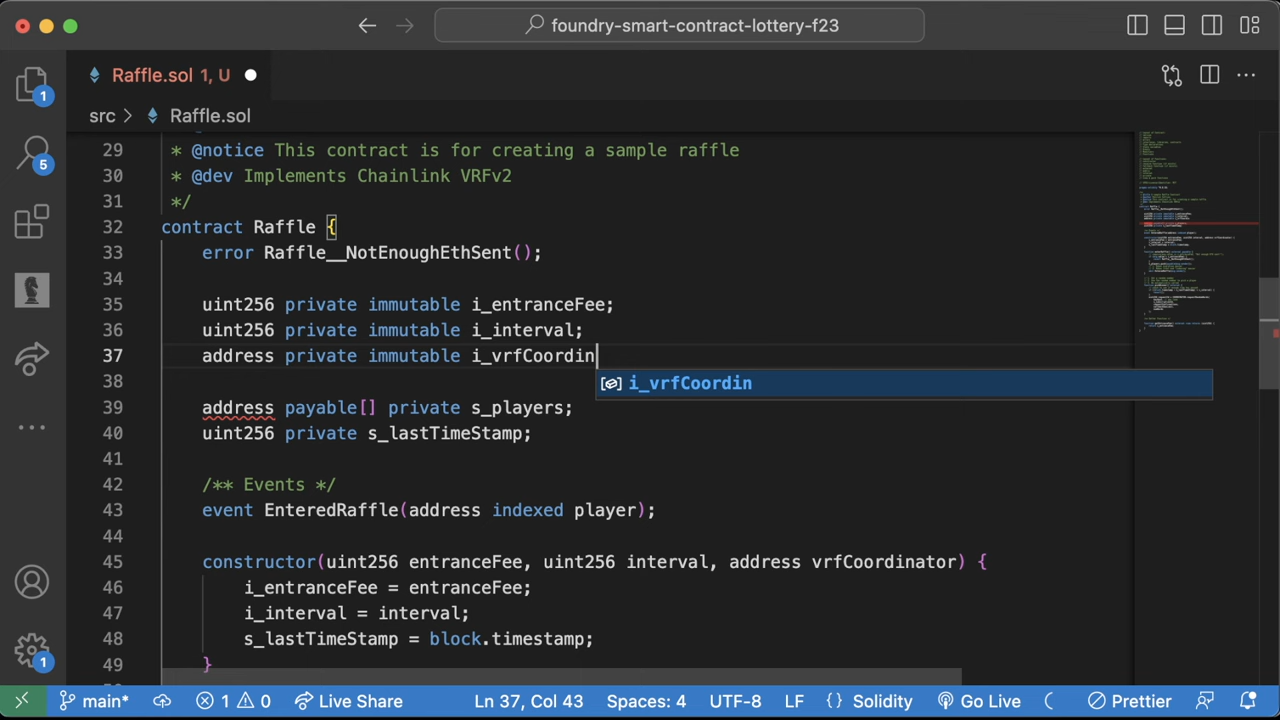 foundry-smart-contract-lottery-f23
Raffle.sol 1, U
src > Raffle.sol
1
5
1
29 * @notice This contract is for creating a sample raffle
30 * @dev Implements Chainlink VRFv2
31 */
32 contract Raffle {
33 error Raffle__NotEnoughEthSent();
34
35 uint256 private immutable i_entranceFee;
36 uint256 private immutable i_interval;
37 address private immutable i_vrfCoordin
i_vrfCoordin
38
39 address payable[] private s_players;
40 uint256 private s_lastTimeStamp;
41
42 /** Events */
43 event EnteredRaffle(address indexed player);
44
45 constructor(uint256 entranceFee, uint256 interval, address vrfCoordinator) {
46 i_entranceFee = entranceFee;
47 i_interval = interval;
48 s_lastTimeStamp = block.timestamp;
49 }
main* 1 0 Live Share Ln 37, Col 43 Spaces: 4 UTF-8 LF {} Solidity Go Live Prettier